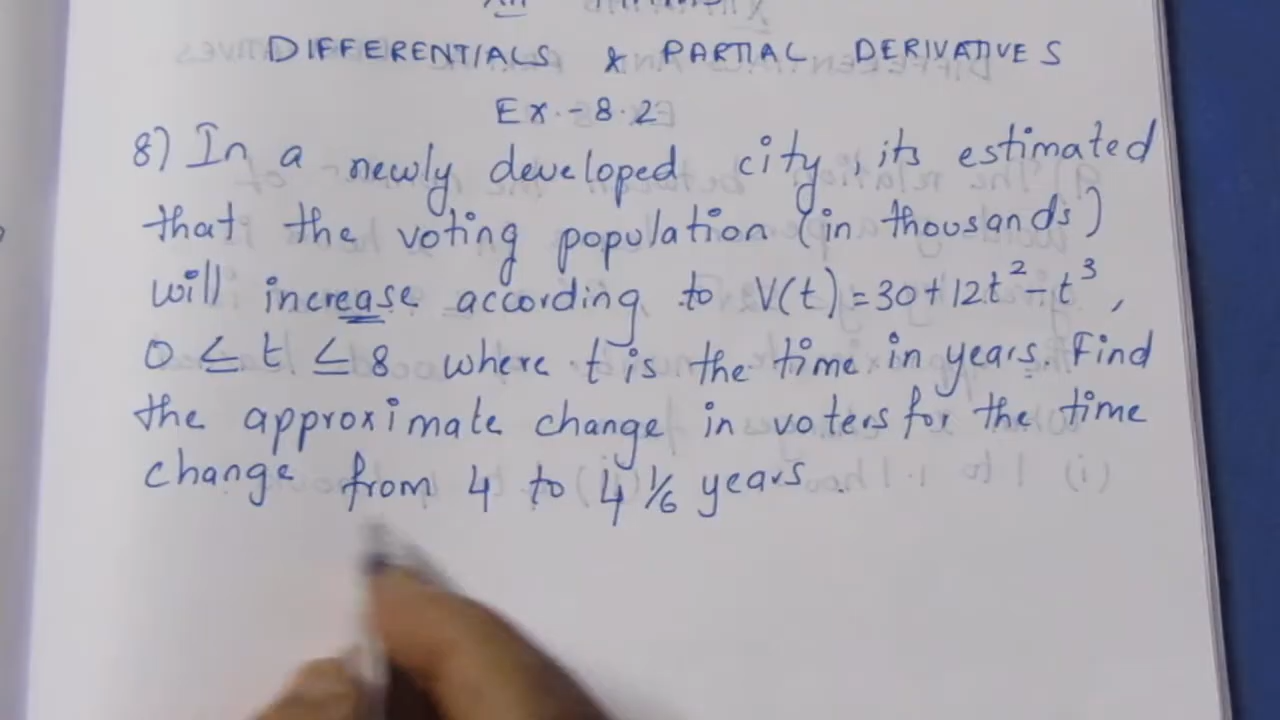 DIFFERENTIALS & PARTIAL DERIVATIVES
Ex.-8.2
8) In a newly developed city, its estimated
that the voting population (in thousands)
will increase according to V(t)=30+12t²-t³,
0 ≤ t ≤ 8 where t is the time in years. Find
the approximate change in voters for the time
change from 4 to 4 1/6 years.